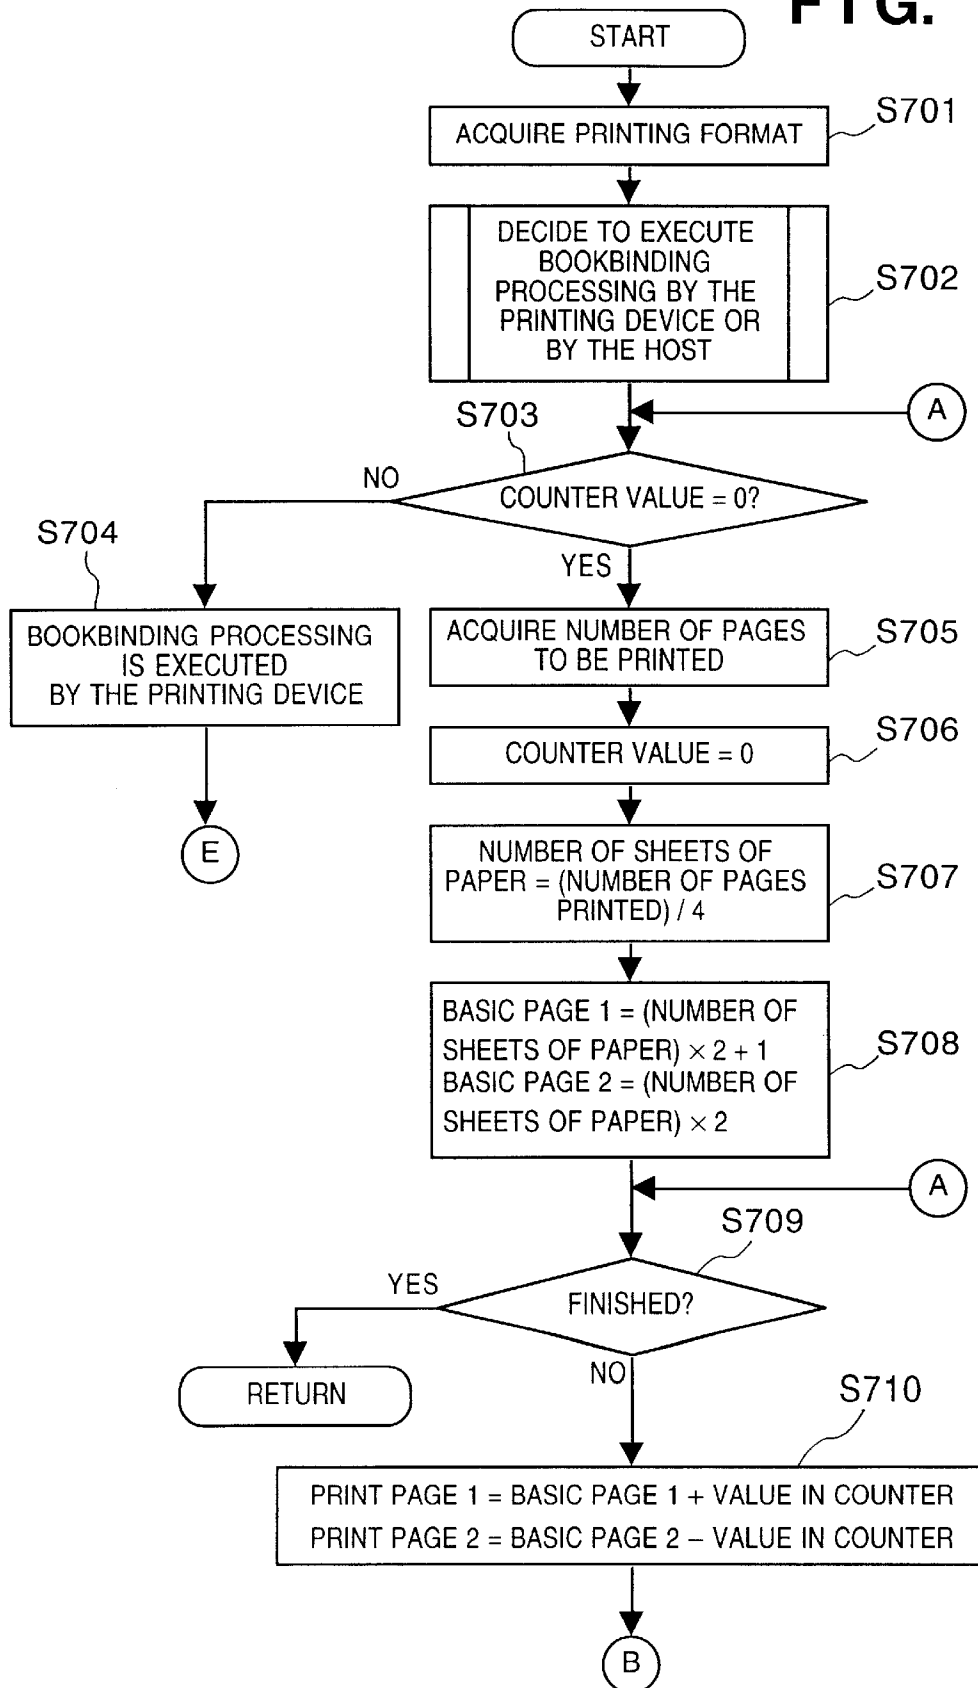 FIG.
START
ACQUIRE PRINTING FORMAT
S701
DECIDE TO EXECUTE
BOOKBINDING
PROCESSING BY THE
PRINTING DEVICE OR
BY THE HOST
S702
A
S703
NO
COUNTER VALUE = 0?
YES
S704
BOOKBINDING PROCESSING
IS EXECUTED
BY THE PRINTING DEVICE
E
ACQUIRE NUMBER OF PAGES
TO BE PRINTED
S705
COUNTER VALUE = 0
S706
NUMBER OF SHEETS OF
PAPER = (NUMBER OF PAGES
PRINTED) / 4
S707
BASIC PAGE 1 = (NUMBER OF
SHEETS OF PAPER) × 2 + 1
BASIC PAGE 2 = (NUMBER OF
SHEETS OF PAPER) × 2
S708
A
S709
YES
FINISHED?
NO
RETURN
S710
PRINT PAGE 1 = BASIC PAGE 1 + VALUE IN COUNTER
PRINT PAGE 2 = BASIC PAGE 2 − VALUE IN COUNTER
B